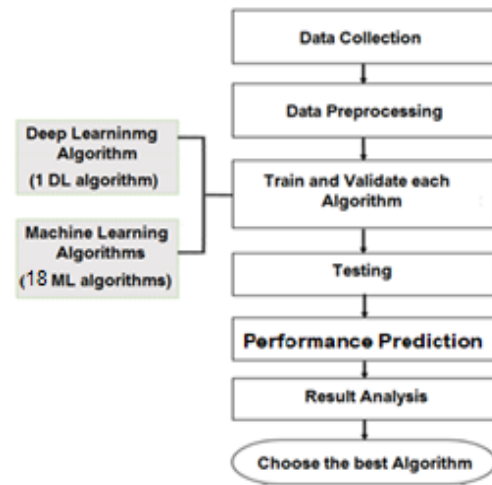 Data Collection
Data Preprocessing
Deep Learninmg
Algorithm
(1 DL algorithm)
Train and Validate each
Algorithm
Machine Learning
Algorithms
(18 ML algorithms)
Testing
Performance Prediction
Result Analysis
Choose the best Algorithm